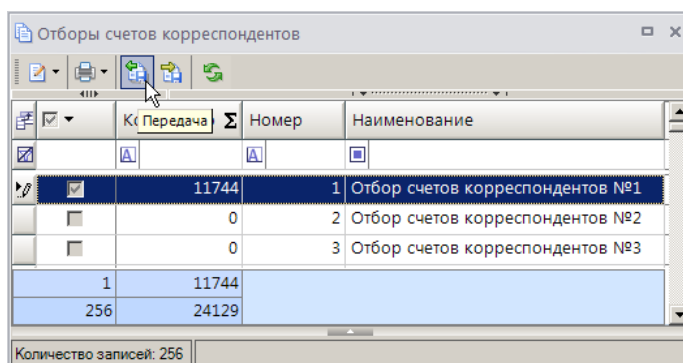 Отборы счетов корреспондентов
Передача Σ Номер Наименование
A A
11744 1 Отбор счетов корреспондентов №1
0 2 Отбор счетов корреспондентов №2
0 3 Отбор счетов корреспондентов №3
1 11744
256 24129
Количество записей: 256